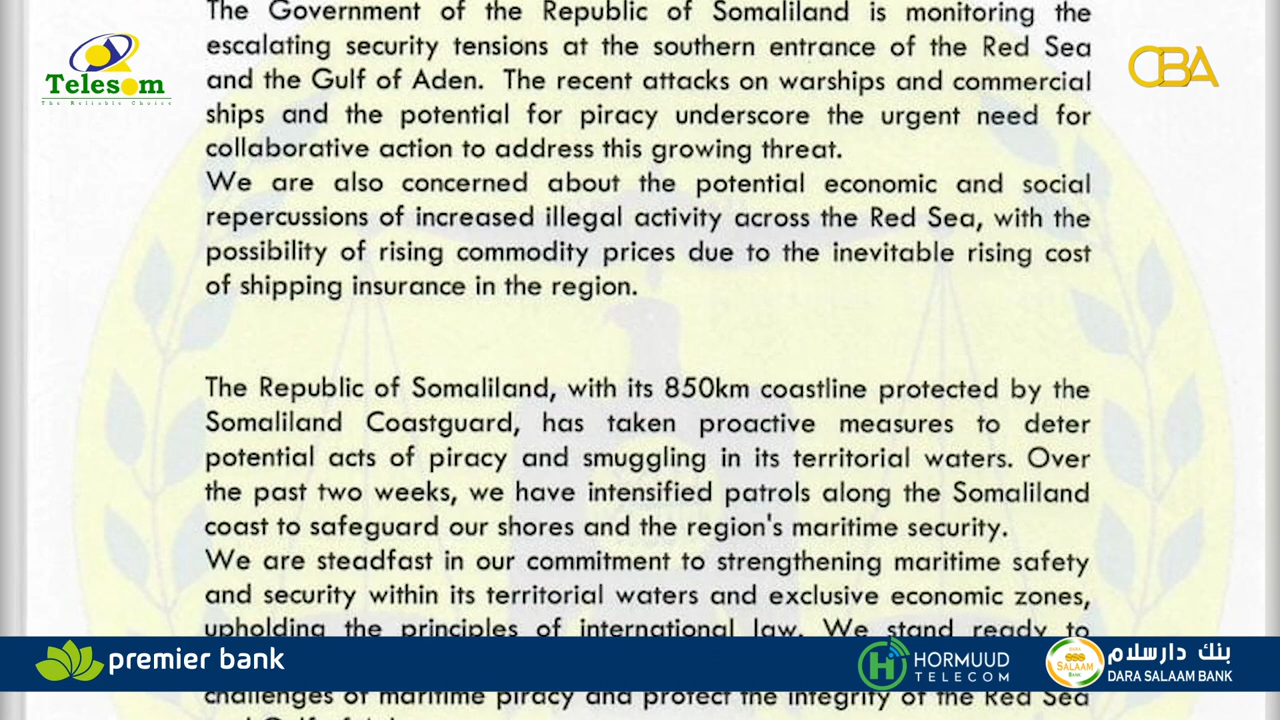 The Government of the Republic of Somaliland is monitoring the
escalating security tensions at the southern entrance of the Red Sea
and the Gulf of Aden. The recent attacks on warships and commercial
ships and the potential for piracy underscore the urgent need for
collaborative action to address this growing threat.
We are also concerned about the potential economic and social
repercussions of increased illegal activity across the Red Sea, with the
possibility of rising commodity prices due to the inevitable rising cost
of shipping insurance in the region.
The Republic of Somaliland, with its 850km coastline protected by the
Somaliland Coastguard, has taken proactive measures to deter
potential acts of piracy and smuggling in its territorial waters. Over
the past two weeks, we have intensified patrols along the Somaliland
coast to safeguard our shores and the region's maritime security.
We are steadfast in our commitment to strengthening maritime safety
and security within its territorial waters and exclusive economic zones,
upholding the principles of international law. We stand ready to
challenges of maritime piracy and protect the integrity of the Red Sea
Telesom
The Reliable Choice
CBA
premier bank
HORMUUD
TELECOM
DARA
SALAAM
BANK
بنك دارسلام
DARA SALAAM BANK